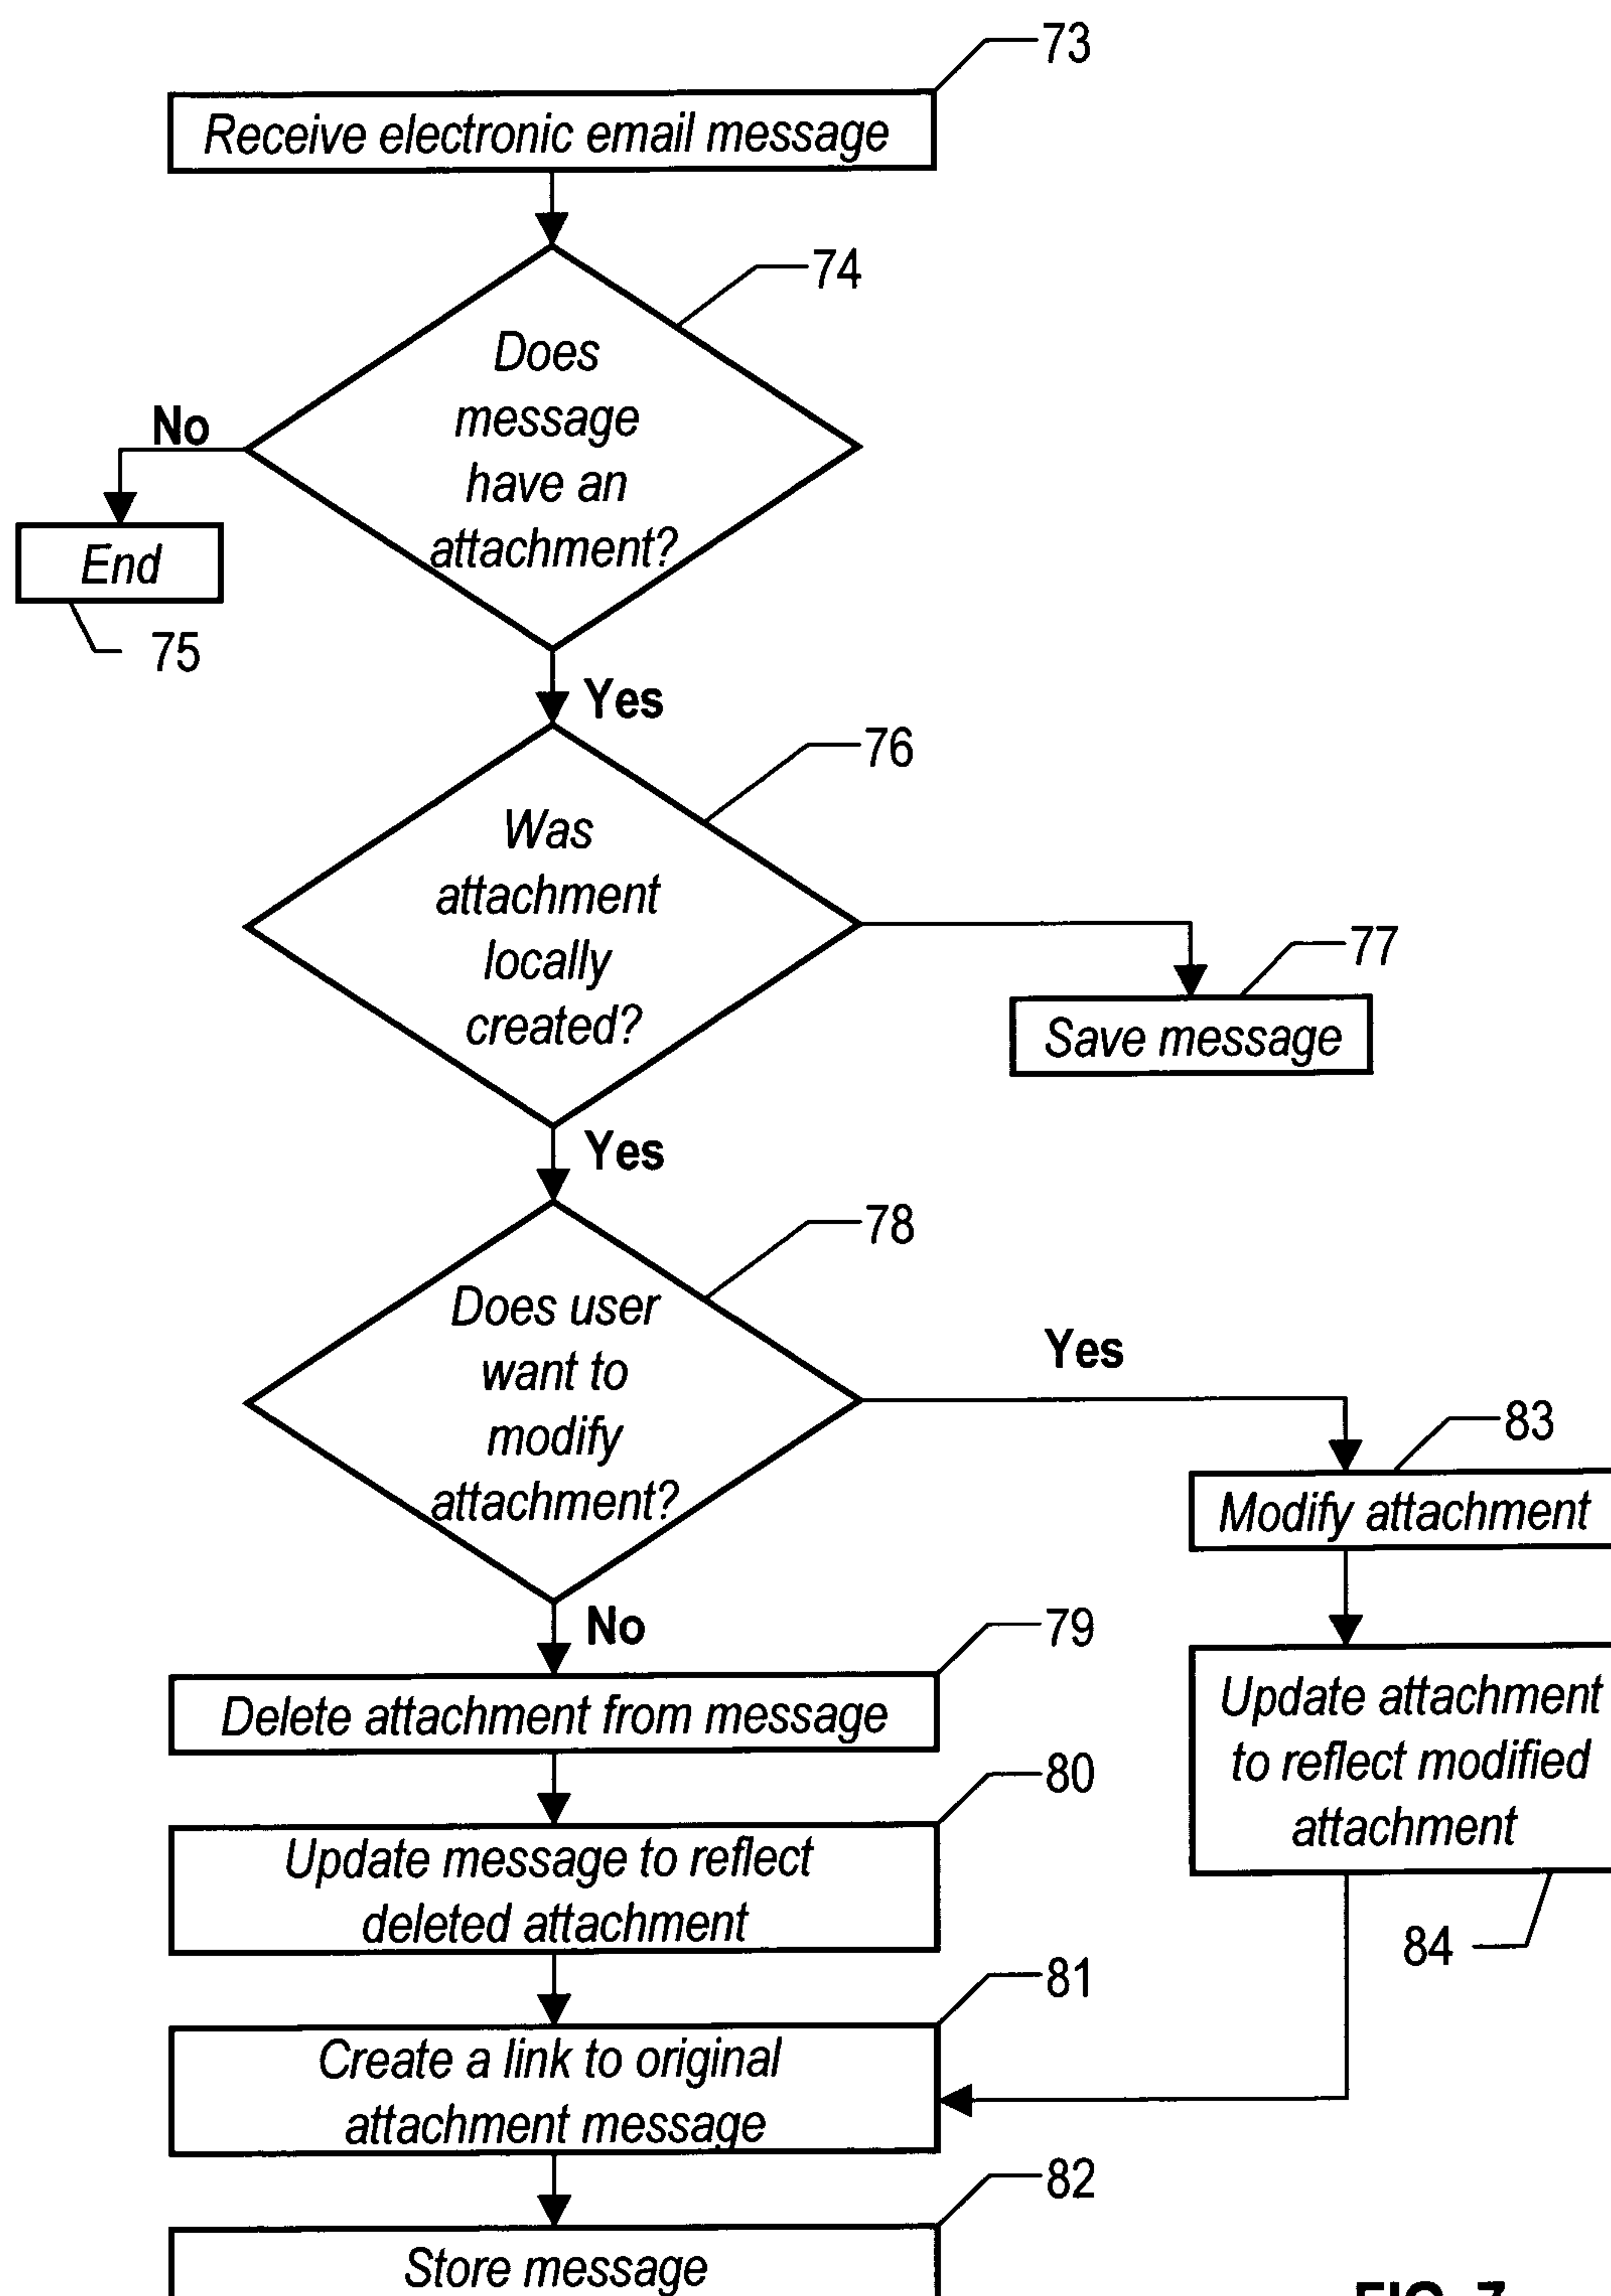 73
Receive electronic email message
74
Does
message
have an
attachment?
No
End
75
Yes
76
Was
attachment
locally
created?
77
Save message
Yes
78
Does user
want to
modify
attachment?
Yes
83
Modify attachment
No
79
Delete attachment from message
Update attachment
to reflect modified
attachment
84
80
Update message to reflect
deleted attachment
81
Create a link to original
attachment message
82
Store message